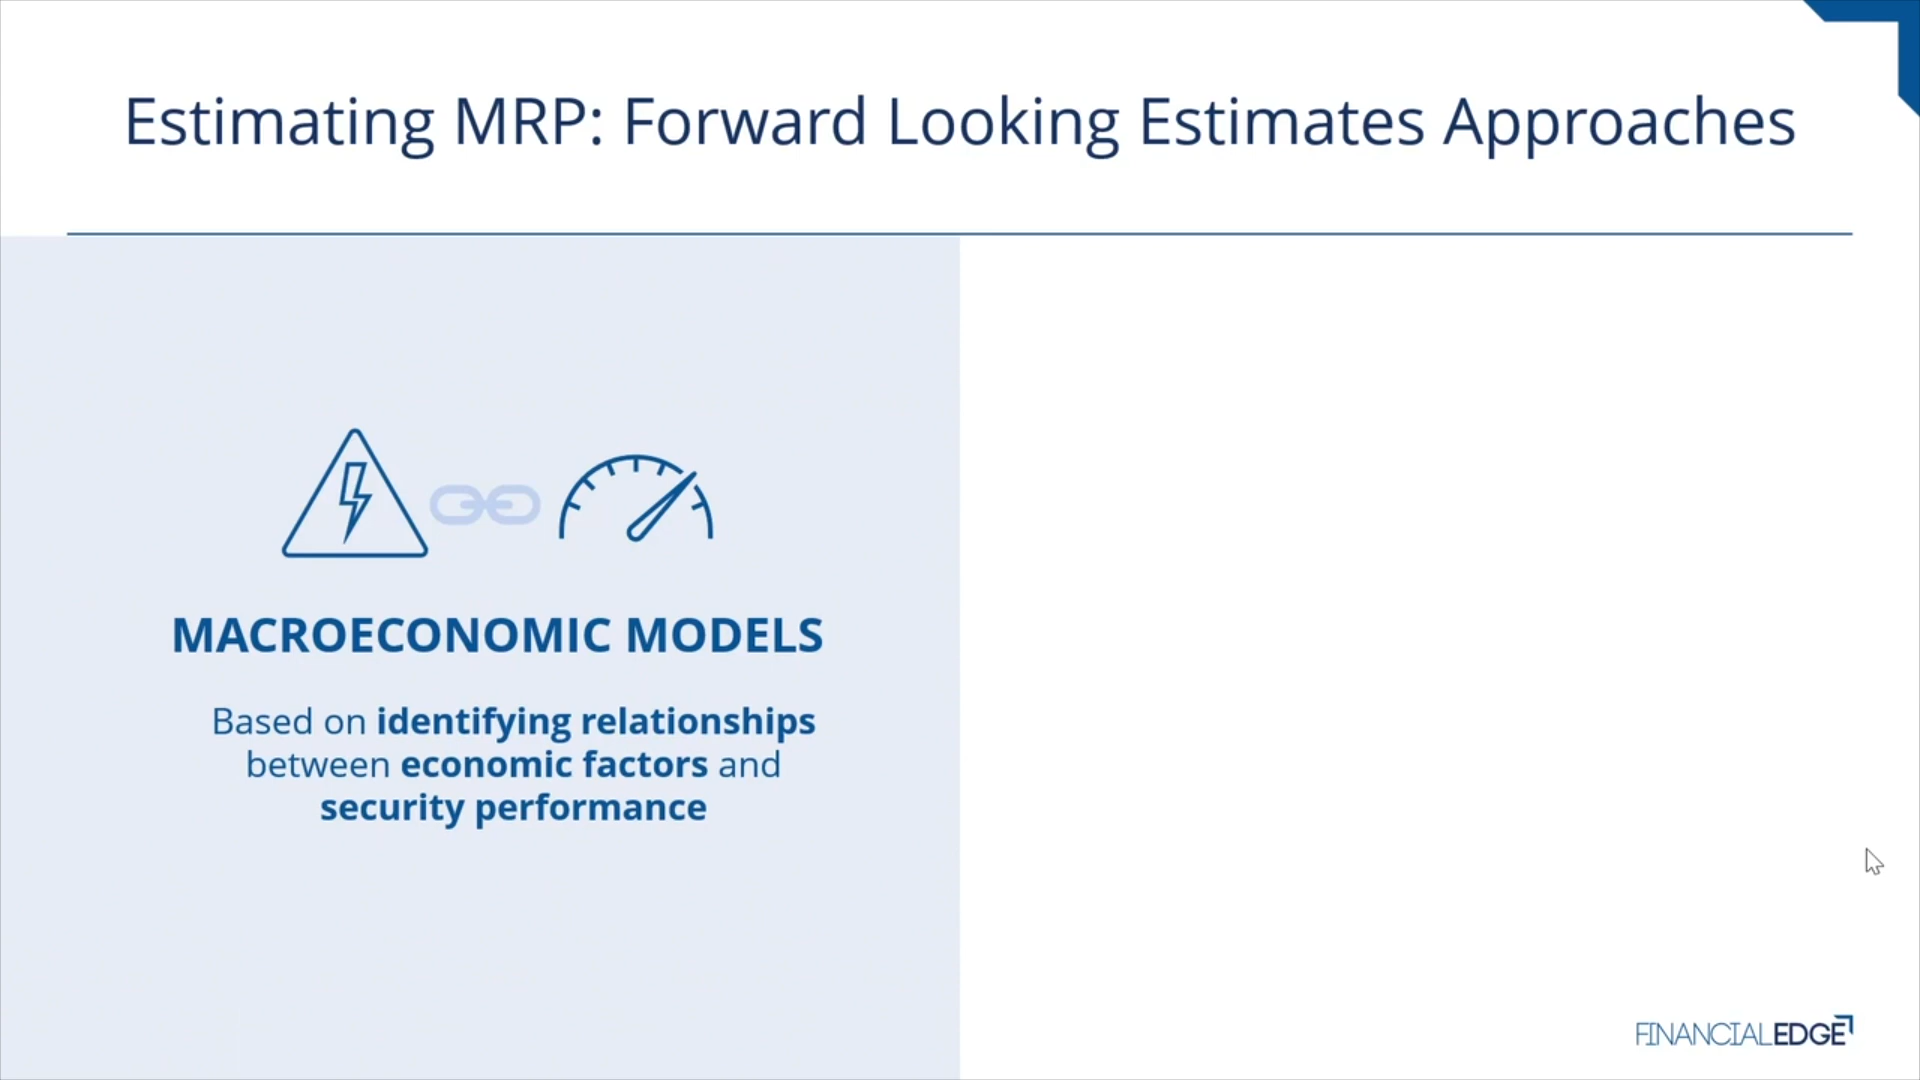 Estimating MRP: Forward Looking Estimates Approaches
MACROECONOMIC MODELS
Based on identifying relationships
between economic factors and
security performance
FINANCIALEDGE